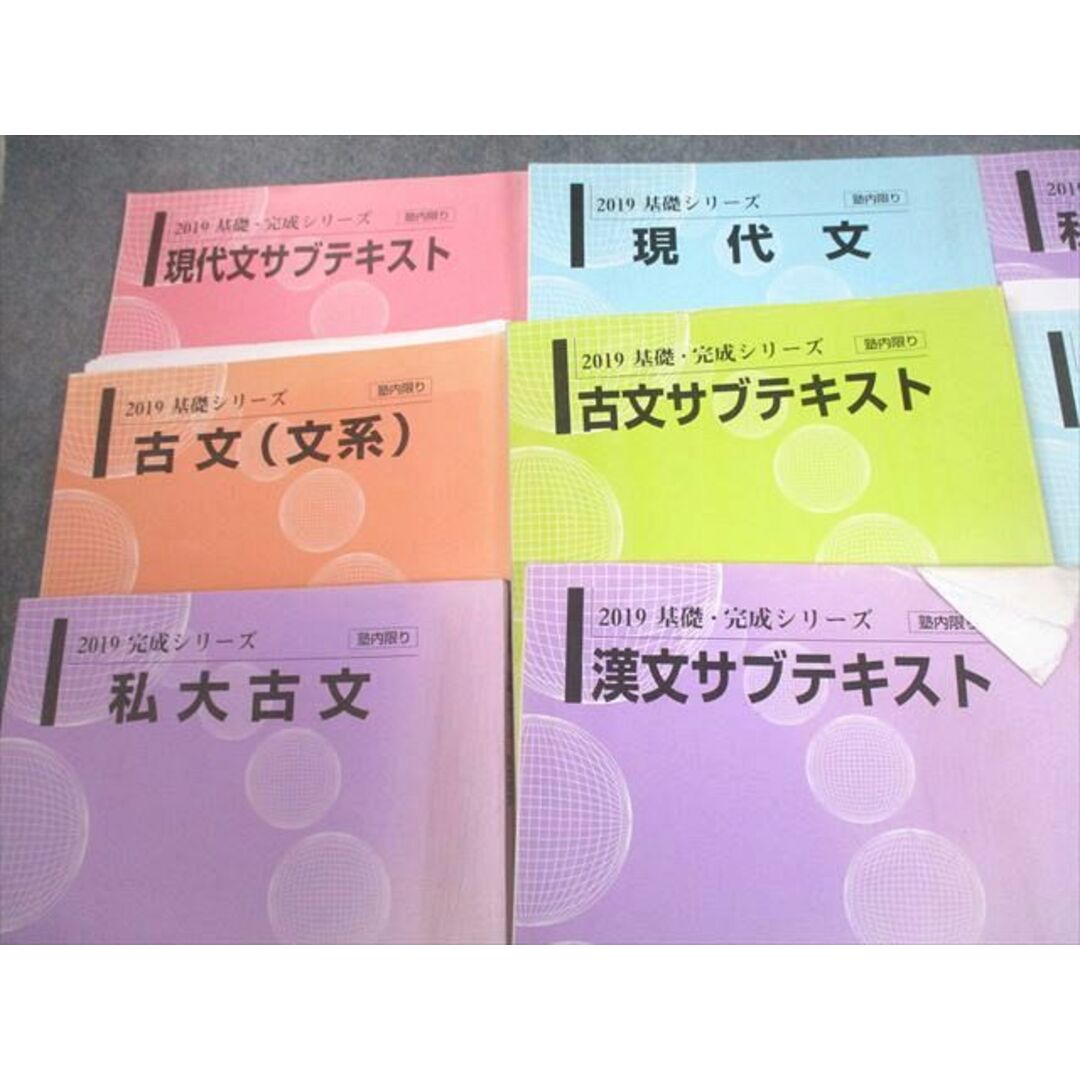 2019 基礎・完成シリーズ 塾内限り
現代文サブテキスト
2019 基礎シリーズ 塾内限り
現代文
2019
2019 基礎シリーズ 塾内限り
古文(文系)
2019 基礎・完成シリーズ 塾内限り
古文サブテキスト
2019 完成シリーズ 塾内限り
私大古文
2019 基礎・完成シリーズ 塾内限り
漢文サブテキスト